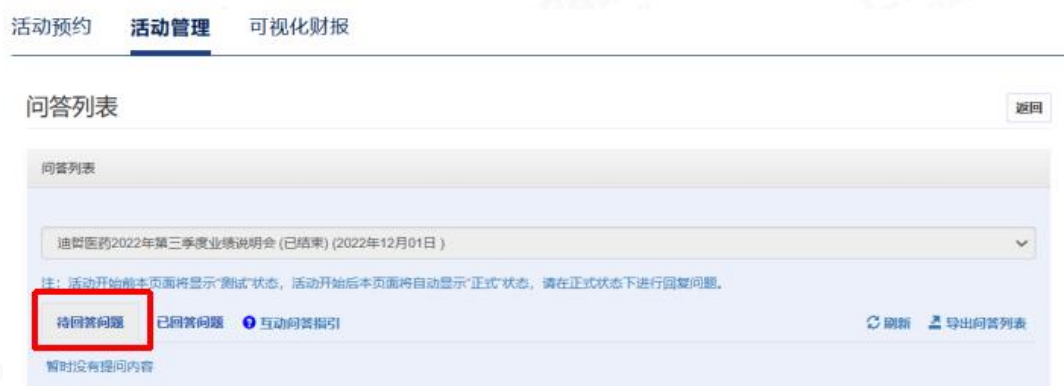 活动预约 活动管理 可视化财报
问答列表 返回
问答列表
迪哲医药2022年第三季度业绩说明会 (已结束) (2022年12月01日 )
注：活动开始前本页面将显示"测试"状态，活动开始后本页面将自动显示"正式"状态，请在正式状态下进行回复问题。
待回答问题 已回答问题 互动问答指引 刷新 导出问答列表
暂时没有提问内容